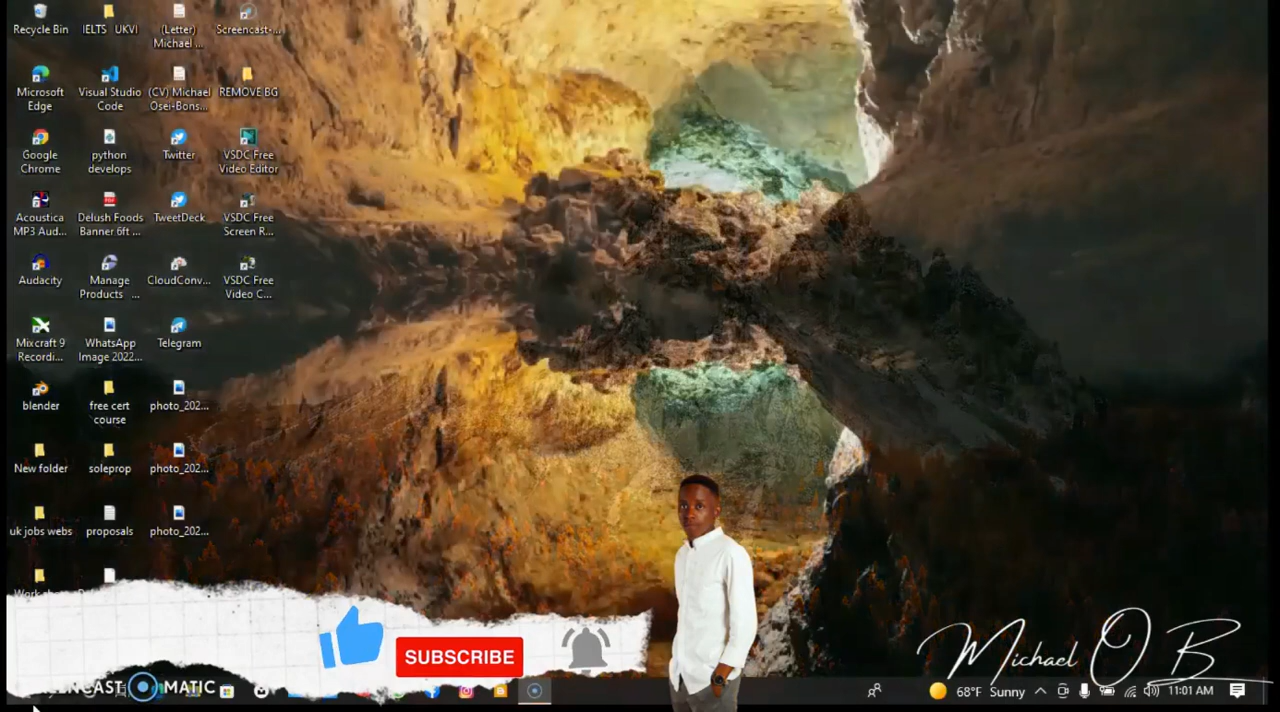 Recycle Bin
IELTS UKVI
(Letter)
Michael ...
Screencast-...
Microsoft
Edge
Visual Studio
Code
(CV) Michael
Osei-Bons...
REMOVE BG
Google
Chrome
python
develops
Twitter
VSDC Free
Video Editor
Acoustica
MP3 Aud...
Delush Foods
Banner 6ft ...
TweetDeck
VSDC Free
Screen R...
Audacity
Manage
Products ...
CloudConv...
VSDC Free
Video C...
Mixcraft 9
Recordi...
WhatsApp
Image 2022...
Telegram
blender
free cert
course
photo_202...
New folder
soleprop
photo_202...
uk jobs webs
proposals
photo_202...
SUBSCRIBE
Michael O B
MATIC
68°F Sunny
11:01 AM